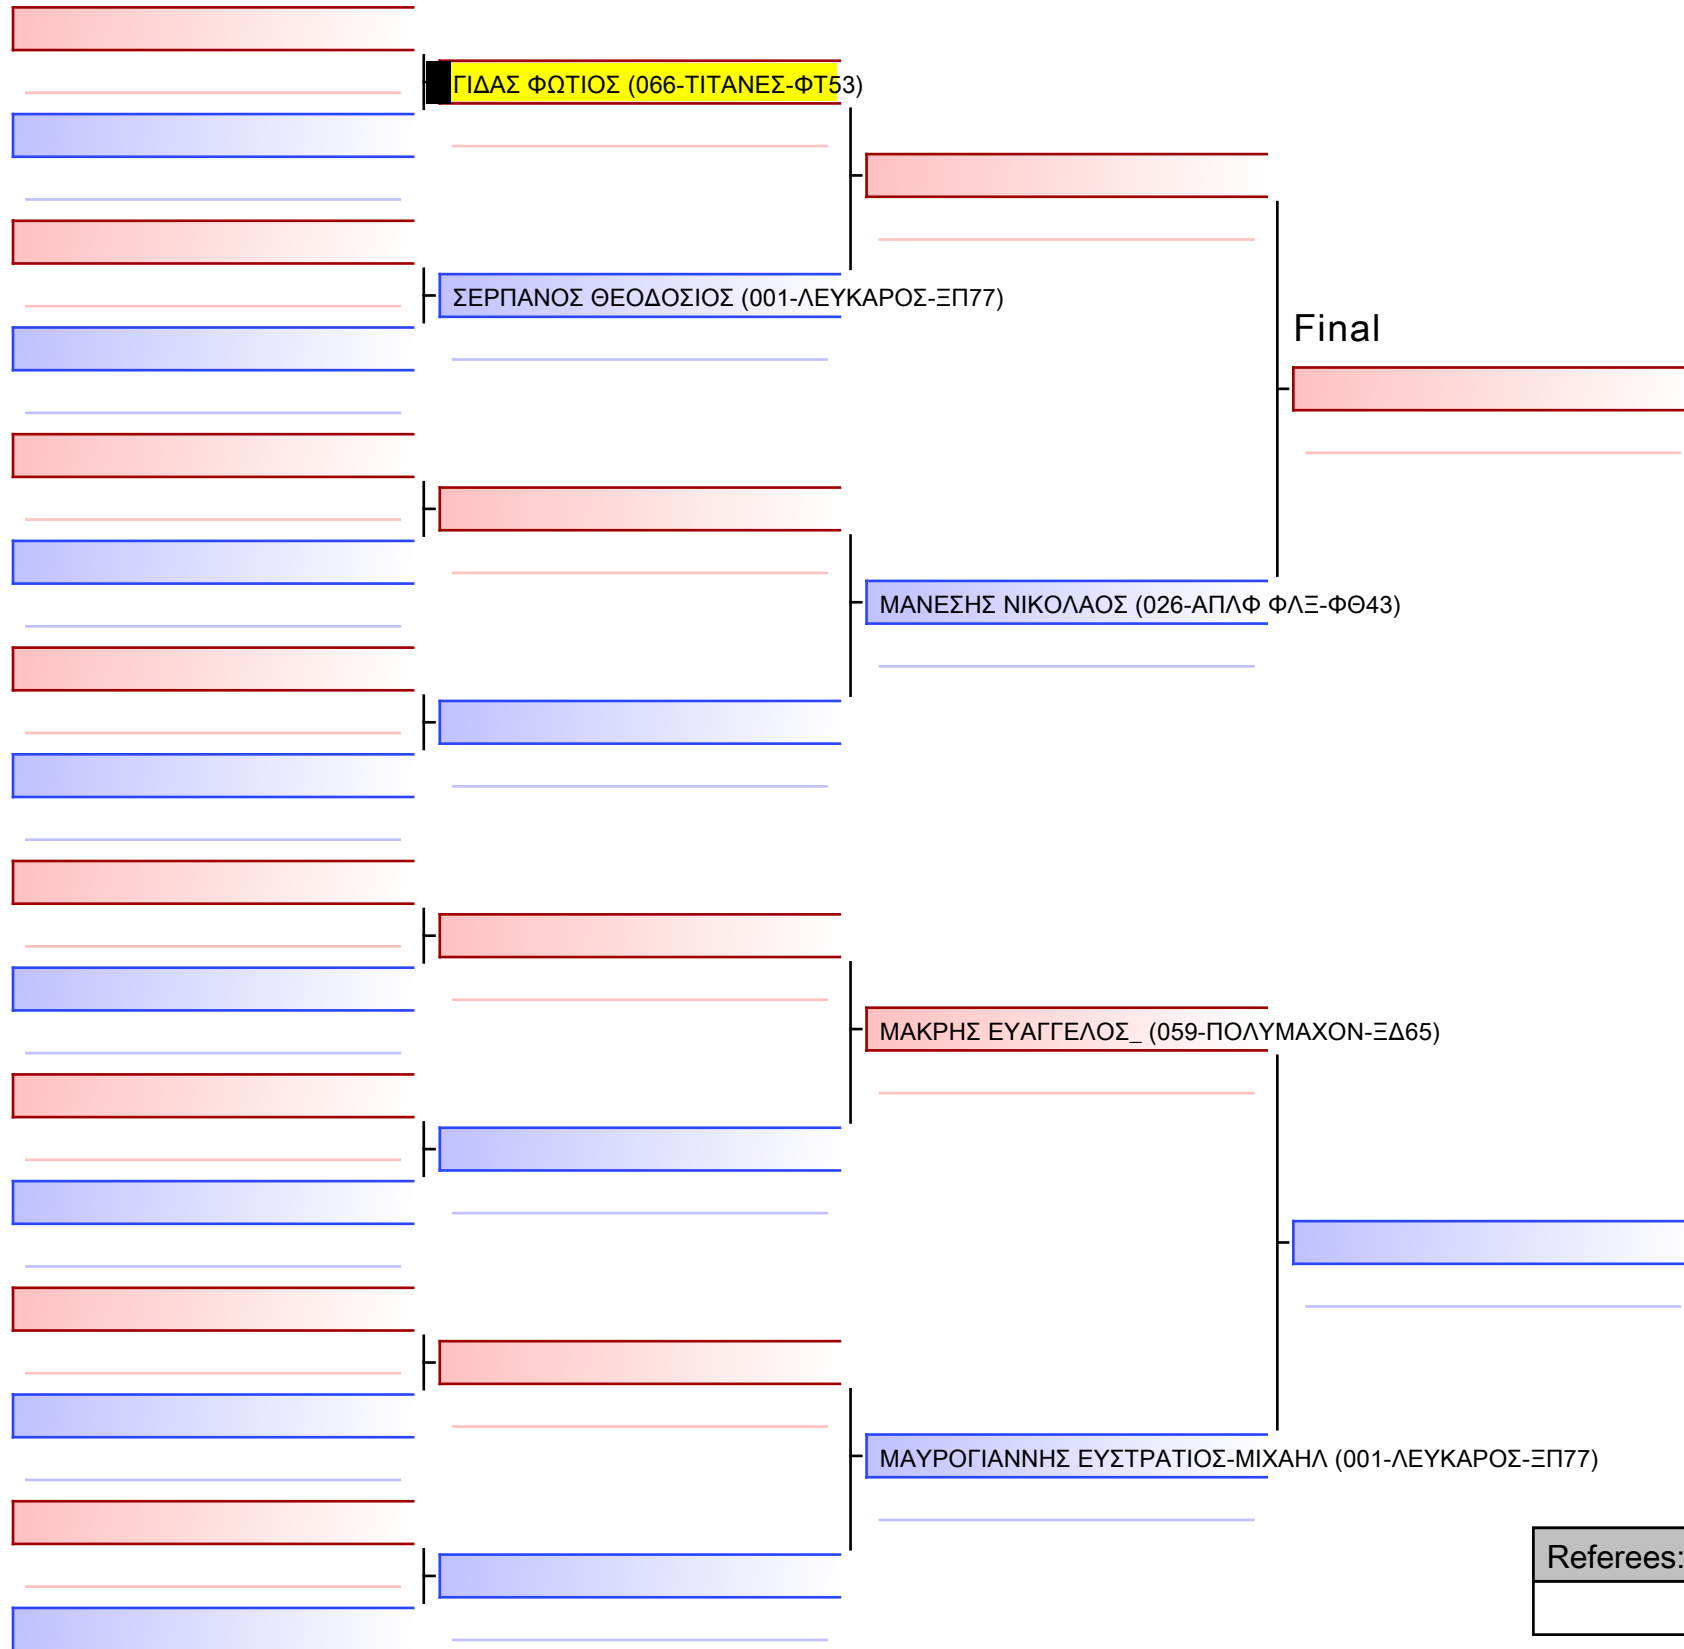 ΓΙΔΑΣ ΦΩΤΙΟΣ (066-ΤΙΤΑΝΕΣ-ΦΤ53)
ΣΕΡΠΑΝΟΣ ΘΕΟΔΟΣΙΟΣ (001-ΛΕΥΚΑΡΟΣ-ΞΠ77)
Final
ΜΑΝΕΣΗΣ ΝΙΚΟΛΑΟΣ (026-ΑΠΛΦ ΦΛΞ-ΦΘ43)
ΜΑΚΡΗΣ ΕΥΑΓΓΕΛΟΣ_ (059-ΠΟΛΥΜΑΧΟΝ-ΞΔ65)
ΜΑΥΡΟΓΙΑΝΝΗΣ ΕΥΣΤΡΑΤΙΟΣ-ΜΙΧΑΗΛ (001-ΛΕΥΚΑΡΟΣ-ΞΠ77)
Referees: